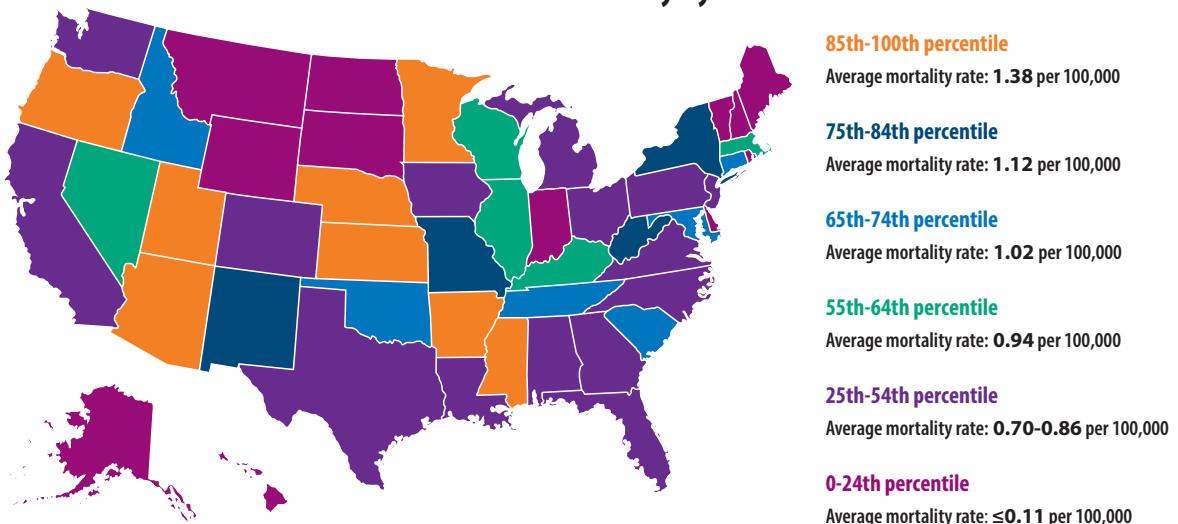 85th-100th percentile
Average mortality rate: 1.38 per 100,000
75th-84th percentile
Average mortality rate: 1.12 per 100,000
65th-74th percentile
Average mortality rate: 1.02 per 100,000
55th-64th percentile
Average mortality rate: 0.94 per 100,000
25th-54th percentile
Average mortality rate: 0.70-0.86 per 100,000
0-24th percentile
Average mortality rate: ≤0.11 per 100,000